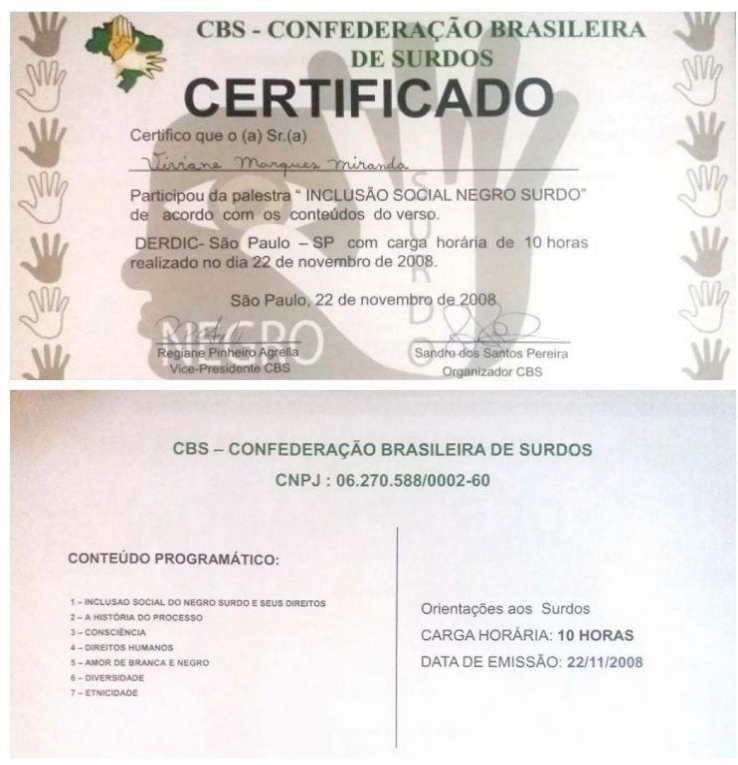 CBS - CONFEDERAÇÃO BRASILEIRA
DE SURDOS
CERTIFICADO
Certifico que o (a) Sr.(a)
Viviane Marques Miranda
Participou da palestra “ INCLUSÃO SOCIAL NEGRO SURDO”
de acordo com os conteúdos do verso.
DERDIC- São Paulo – SP com carga horária de 10 horas
realizado no dia 22 de novembro de 2008.
São Paulo, 22 de novembro de 2008
NEGRO
SURDO
Regiane Pinheiro Agrella
Vice-Presidente CBS
Sandro dos Santos Pereira
Organizador CBS
CBS – CONFEDERAÇÃO BRASILEIRA DE SURDOS
CNPJ : 06.270.588/0002-60
CONTEÚDO PROGRAMÁTICO:
1 – INCLUSAO SOCIAL DO NEGRO SURDO E SEUS DIREITOS
2 – A HISTÓRIA DO PROCESSO
3 – CONSCIÊNCIA
4 – DIREITOS HUMANOS
5 – AMOR DE BRANCA E NEGRO
6 – DIVERSIDADE
7 – ETNICIDADE
Orientações aos Surdos
CARGA HORÁRIA: 10 HORAS
DATA DE EMISSÃO: 22/11/2008